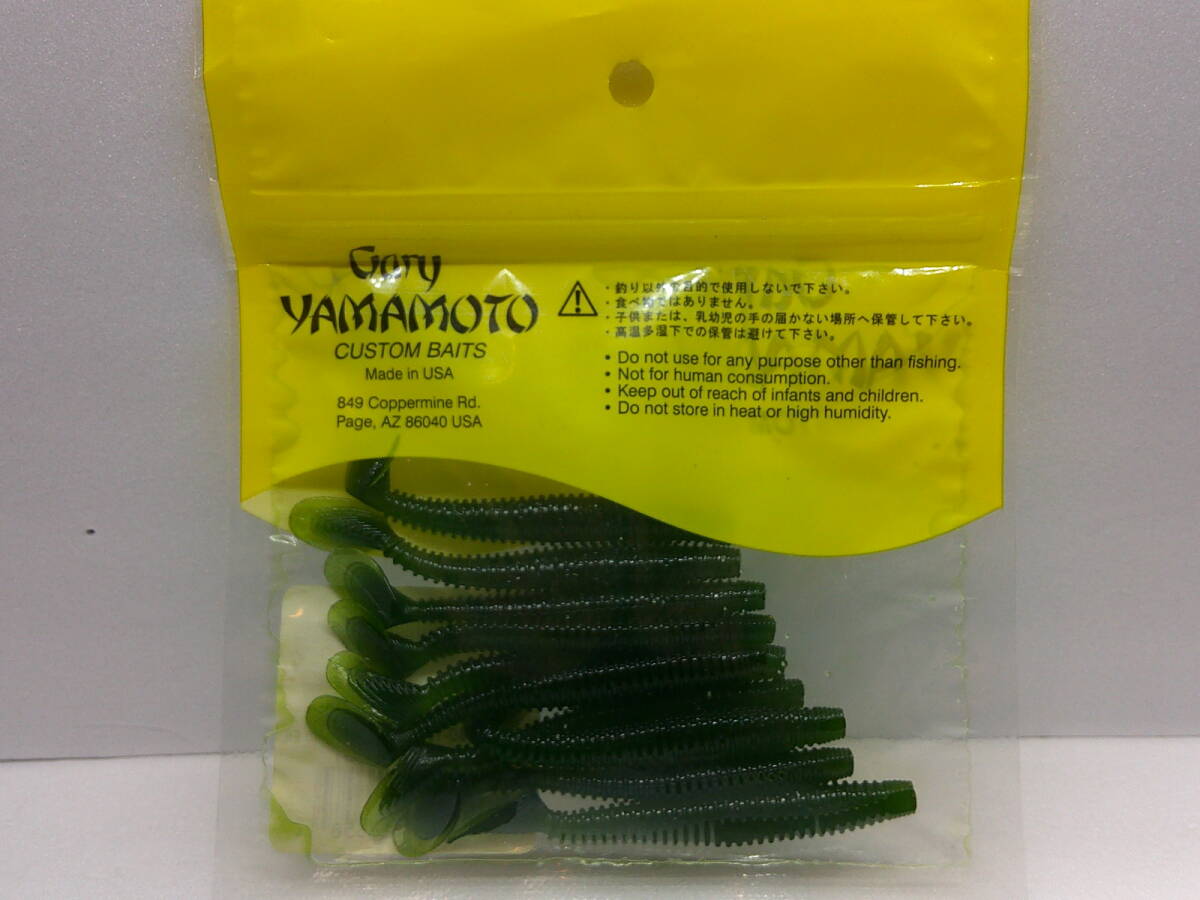 Gary
YAMAMOTO
CUSTOM BAITS
Made in USA
849 Coppermine Rd.
Page, AZ 86040 USA
・釣り以外の目的で使用しないで下さい。
・食べ物ではありません。
・子供または、乳幼児の手の届かない場所へ保管して下さい。
・高温多湿下での保管は避けて下さい。
• Do not use for any purpose other than fishing.
• Not for human consumption.
• Keep out of reach of infants and children.
• Do not store in heat or high humidity.